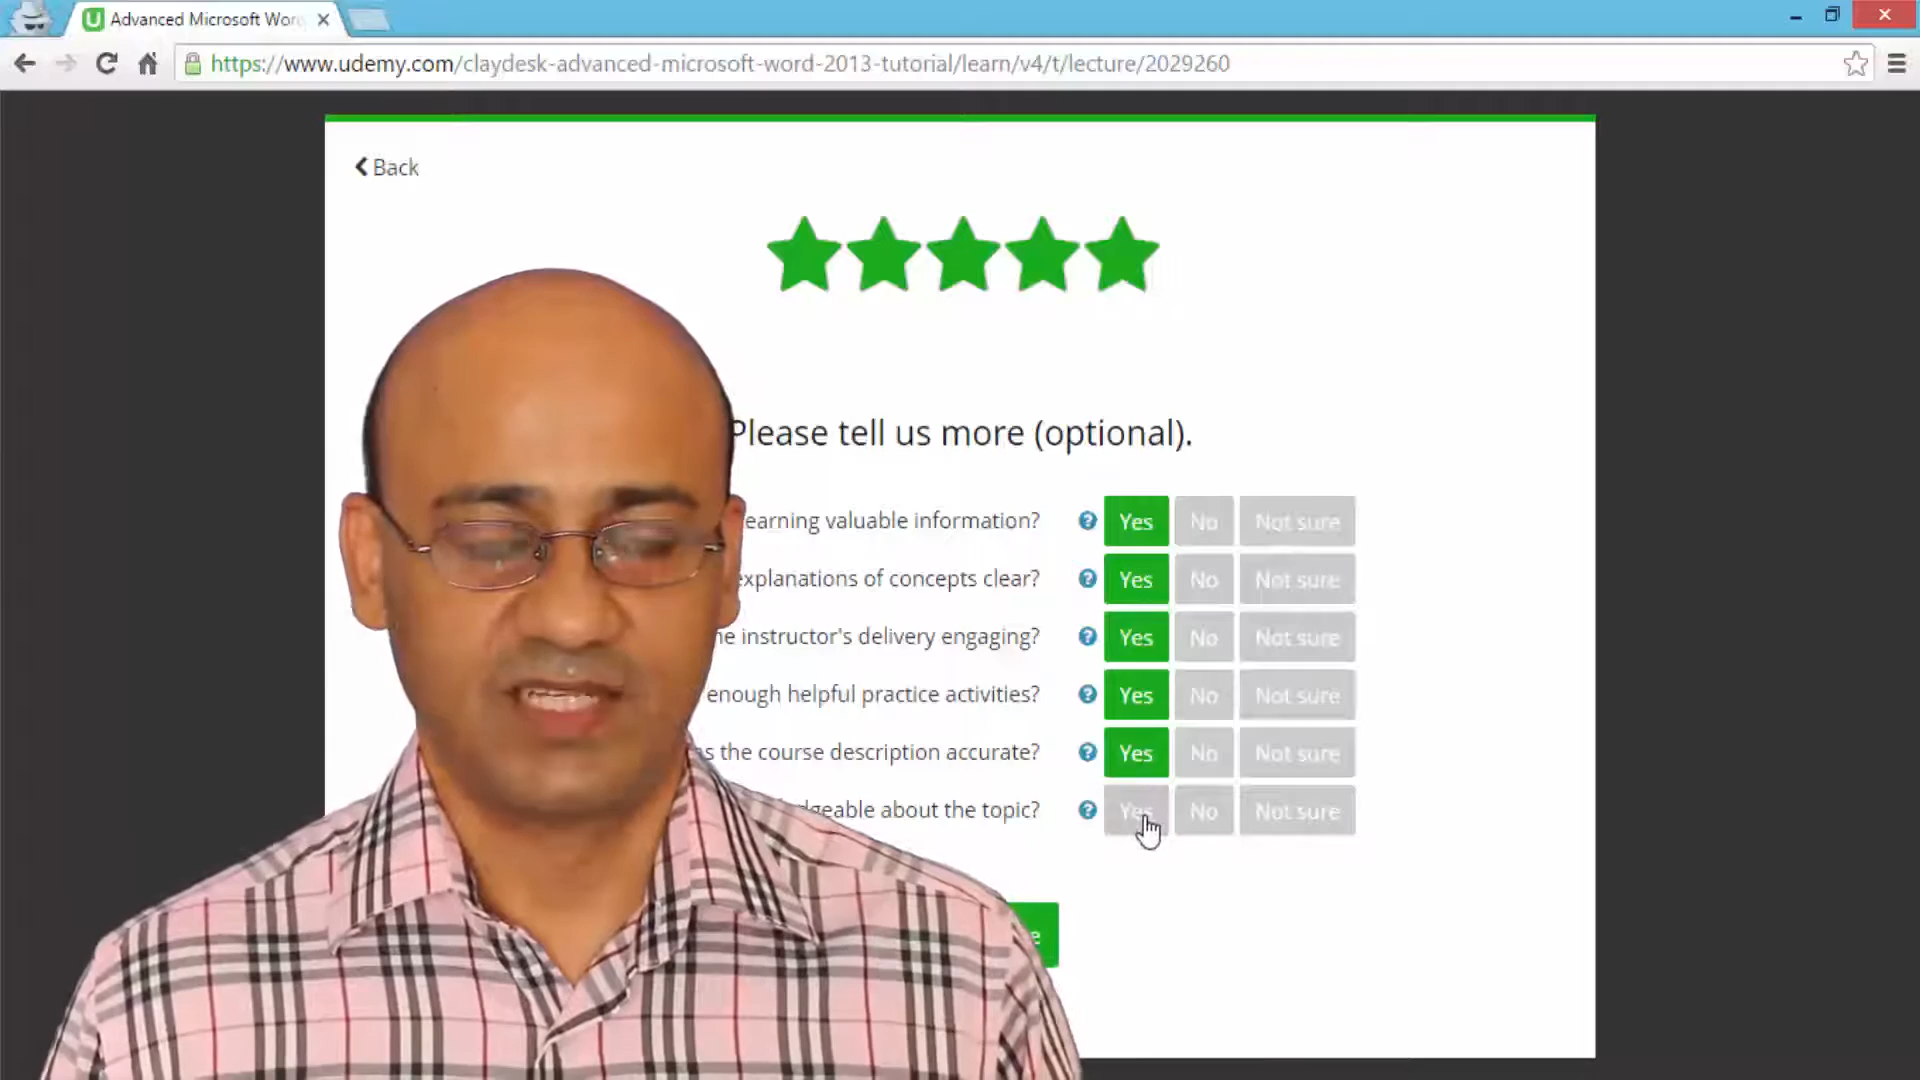 Advanced Microsoft Wor
https://www.udemy.com/claydesk-advanced-microsoft-word-2013-tutorial/learn/v4/t/lecture/2029260
Back
Please tell us more (optional).
earning valuable information? Yes No Not sure
explanations of concepts clear? Yes No Not sure
instructor's delivery engaging? Yes No Not sure
enough helpful practice activities? Yes No Not sure
the course description accurate? Yes No Not sure
geable about the topic? Yes No Not sure